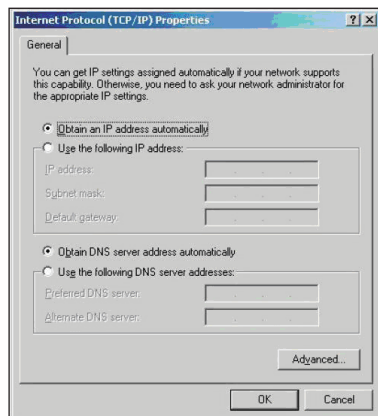 Internet Protocol (TCP/IP) Properties
General
You can get IP settings assigned automatically if your network supports
this capability. Otherwise, you need to ask your network administrator for
the appropriate IP settings.
Obtain an IP address automatically
Use the following IP address:
IP address:
Subnet mask:
Default gateway:
Obtain DNS server address automatically
Use the following DNS server addresses:
Preferred DNS server:
Alternate DNS server:
Advanced...
OK Cancel